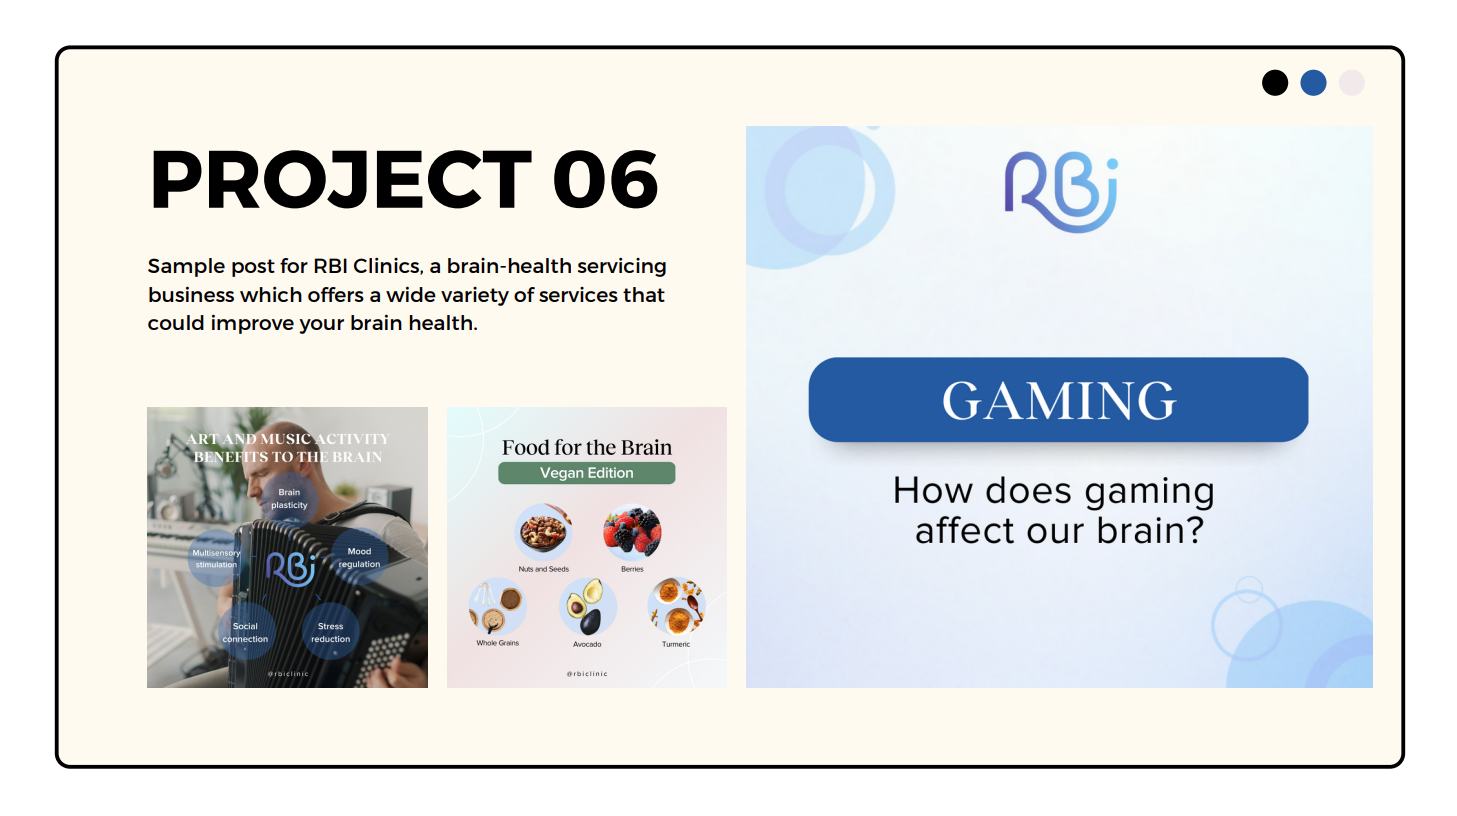 PROJECT 06
Sample post for RBI Clinics, a brain-health servicing
business which offers a wide variety of services that
could improve your brain health.
ART AND MUSIC ACTIVITY
BENEFITS TO THE BRAIN
Brain
plasticity
Multisensory
stimulation
RBi
Mood
regulation
Social
connection
Stress
reduction
@rbiclinic
Food for the Brain
Vegan Edition
Nuts and Seeds
Berries
Whole Grains
Avocado
Turmeric
@rbiclinic
RBi
GAMING
How does gaming
affect our brain?